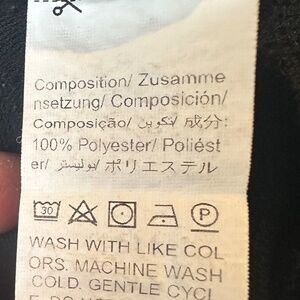 Composition/ Zusamme
nsetzung/ Composición/
Composição/ تكوين/ 成分:
100% Polyester/ Poliést
er/ بوليستر/ ポリエステル
30 P
WASH WITH LIKE COL
ORS. MACHINE WASH
COLD. GENTLE CYCL